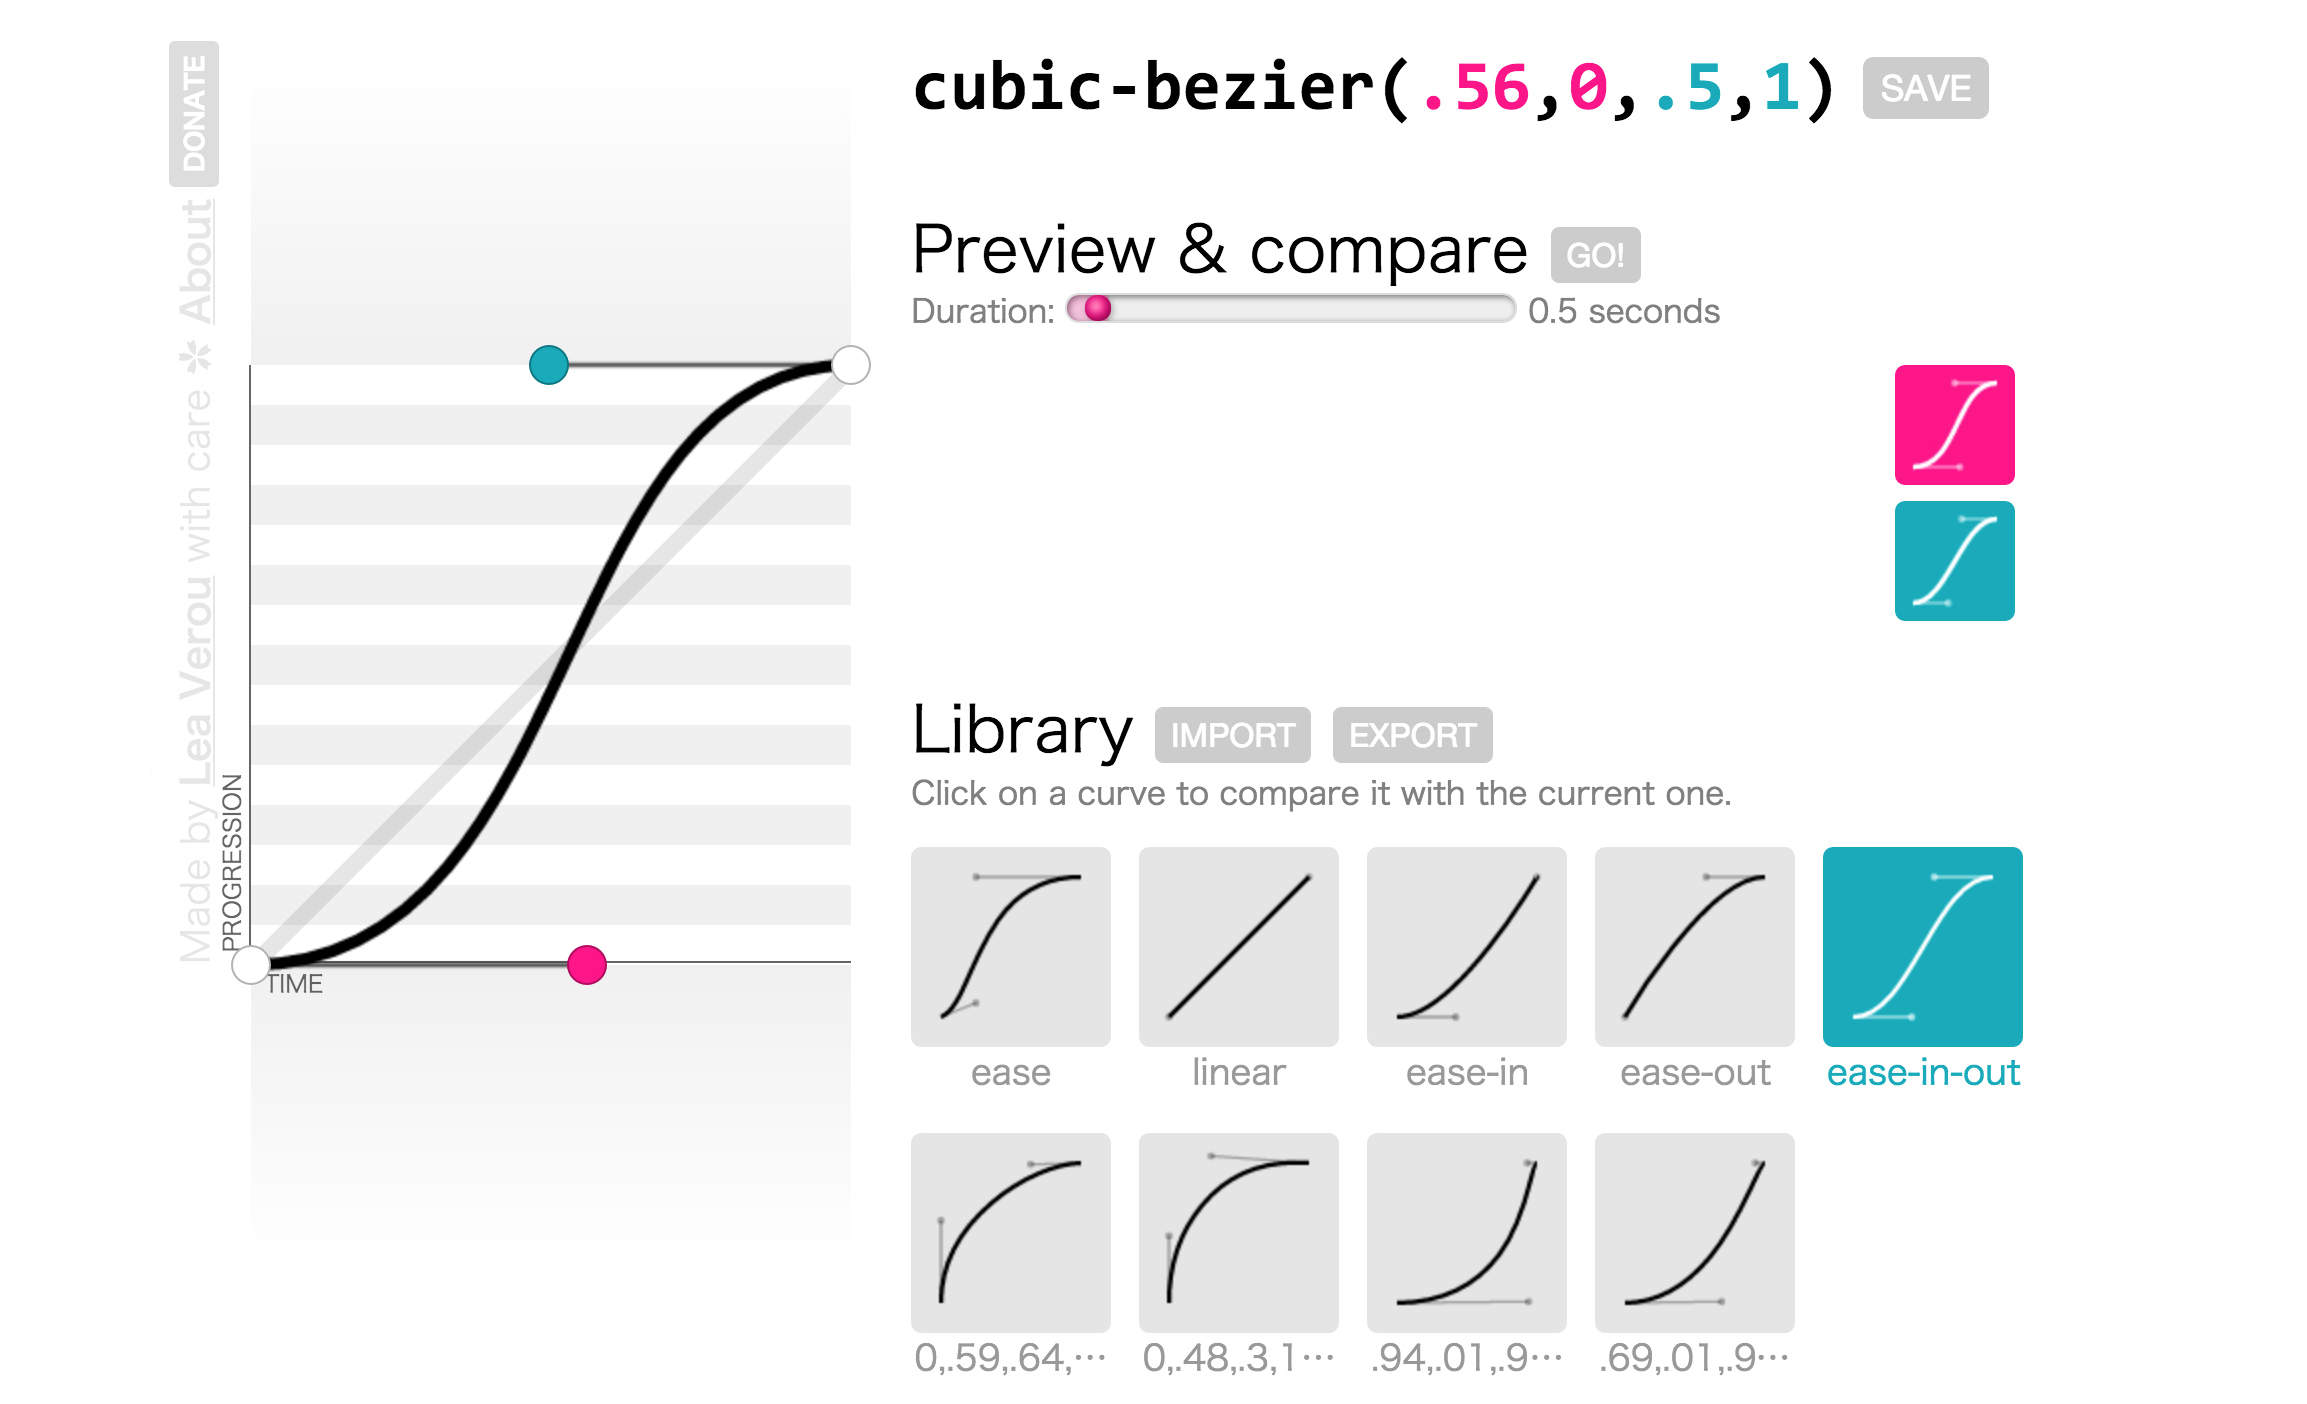 Made by Lea Verou with care ✲ About DONATE
cubic-bezier(.56,0,.5,1) SAVE
Preview & compare GO!
Duration: 0.5 seconds
PROGRESSION
TIME
Library IMPORT EXPORT
Click on a curve to compare it with the current one.
ease linear ease-in ease-out ease-in-out
0,.59,.64,… 0,.48,.3,1… .94,.01,.9… .69,.01,.9…